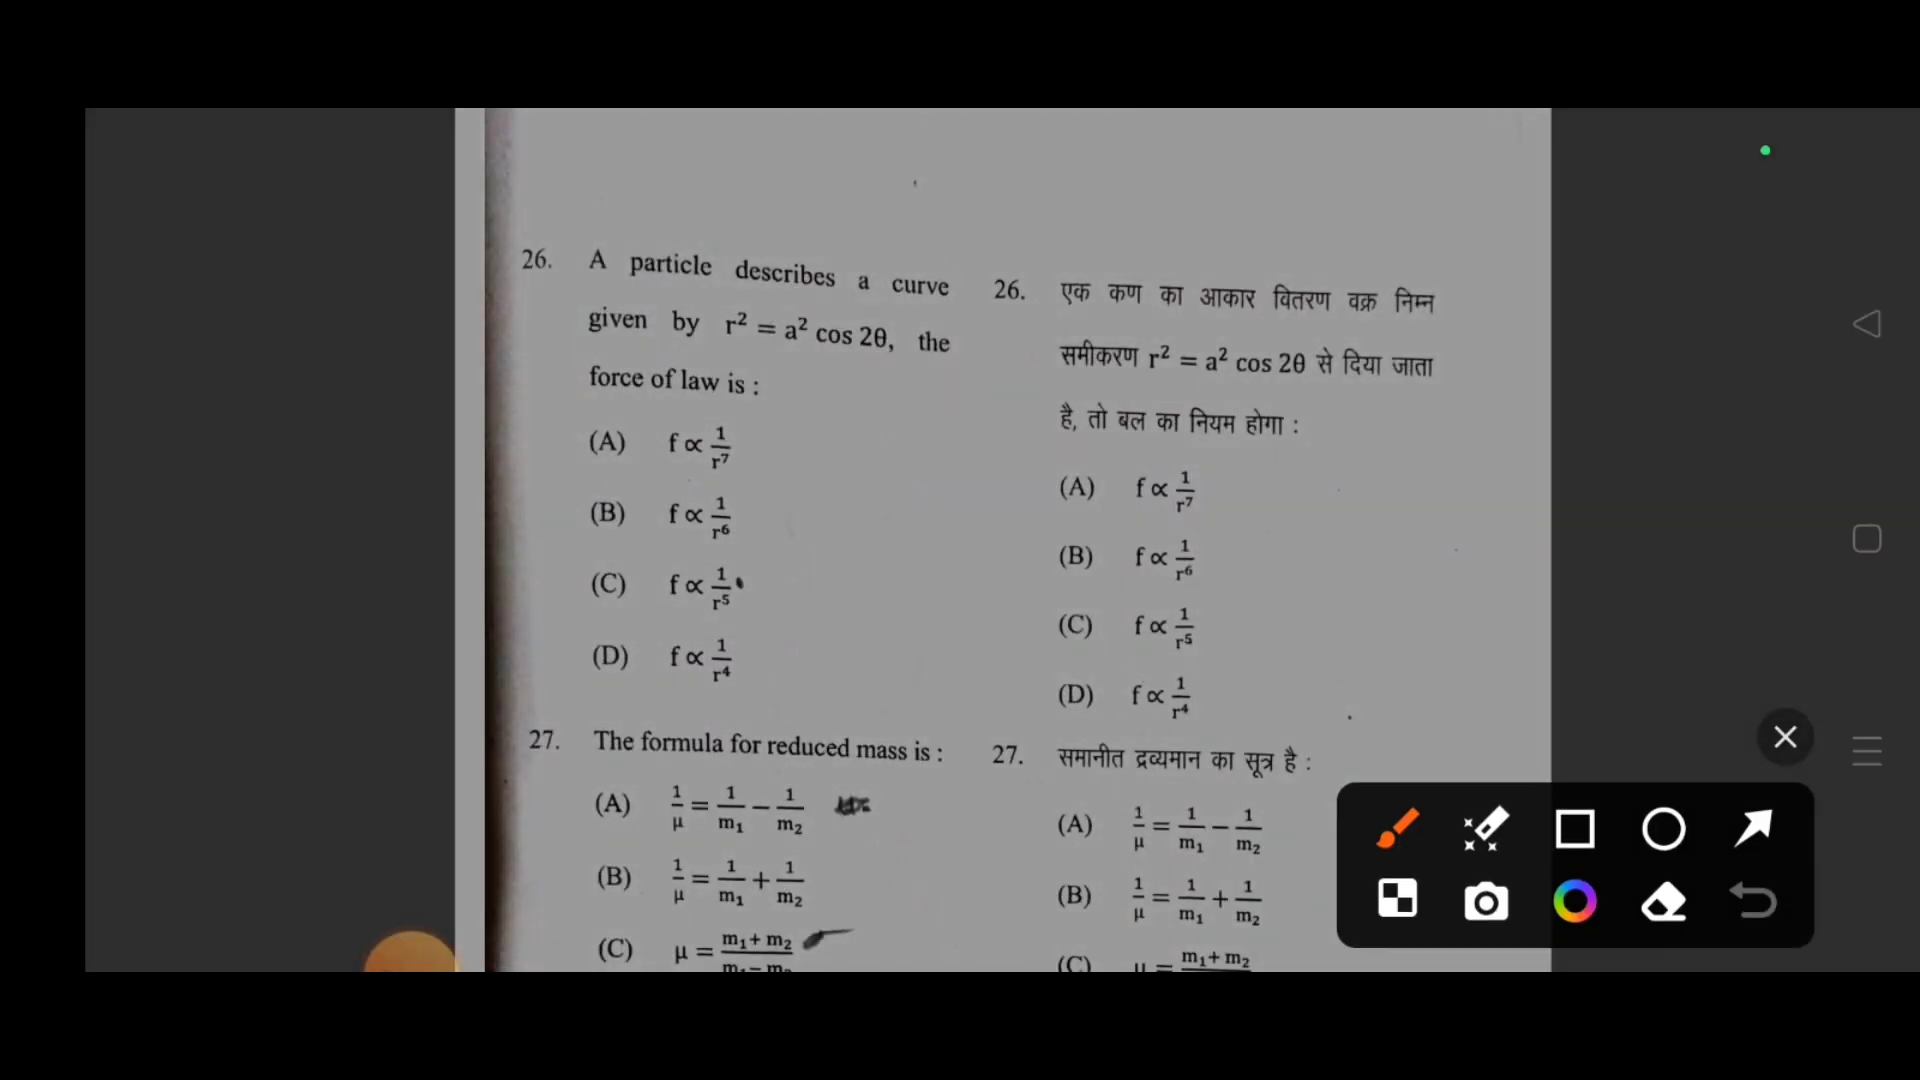 26. A particle describes a curve
given by r² = a² cos 2θ, the
force of law is :
(A) f ∝ 1/r⁷
(B) f ∝ 1/r⁶
(C) f ∝ 1/r⁵
(D) f ∝ 1/r⁴
27. The formula for reduced mass is :
(A) 1/μ = 1/m₁ − 1/m₂
(B) 1/μ = 1/m₁ + 1/m₂
(C) μ = m₁+ m₂/m₁− m₂
26. एक कण का आकार वितरण वक्र निम्न
समीकरण r² = a² cos 2θ से दिया जाता
है, तो बल का नियम होगा :
(A) f ∝ 1/r⁷
(B) f ∝ 1/r⁶
(C) f ∝ 1/r⁵
(D) f ∝ 1/r⁴
27. समानीत द्रव्यमान का सूत्र है :
(A) 1/μ = 1/m₁ − 1/m₂
(B) 1/μ = 1/m₁ + 1/m₂
(C) μ = m₁+ m₂